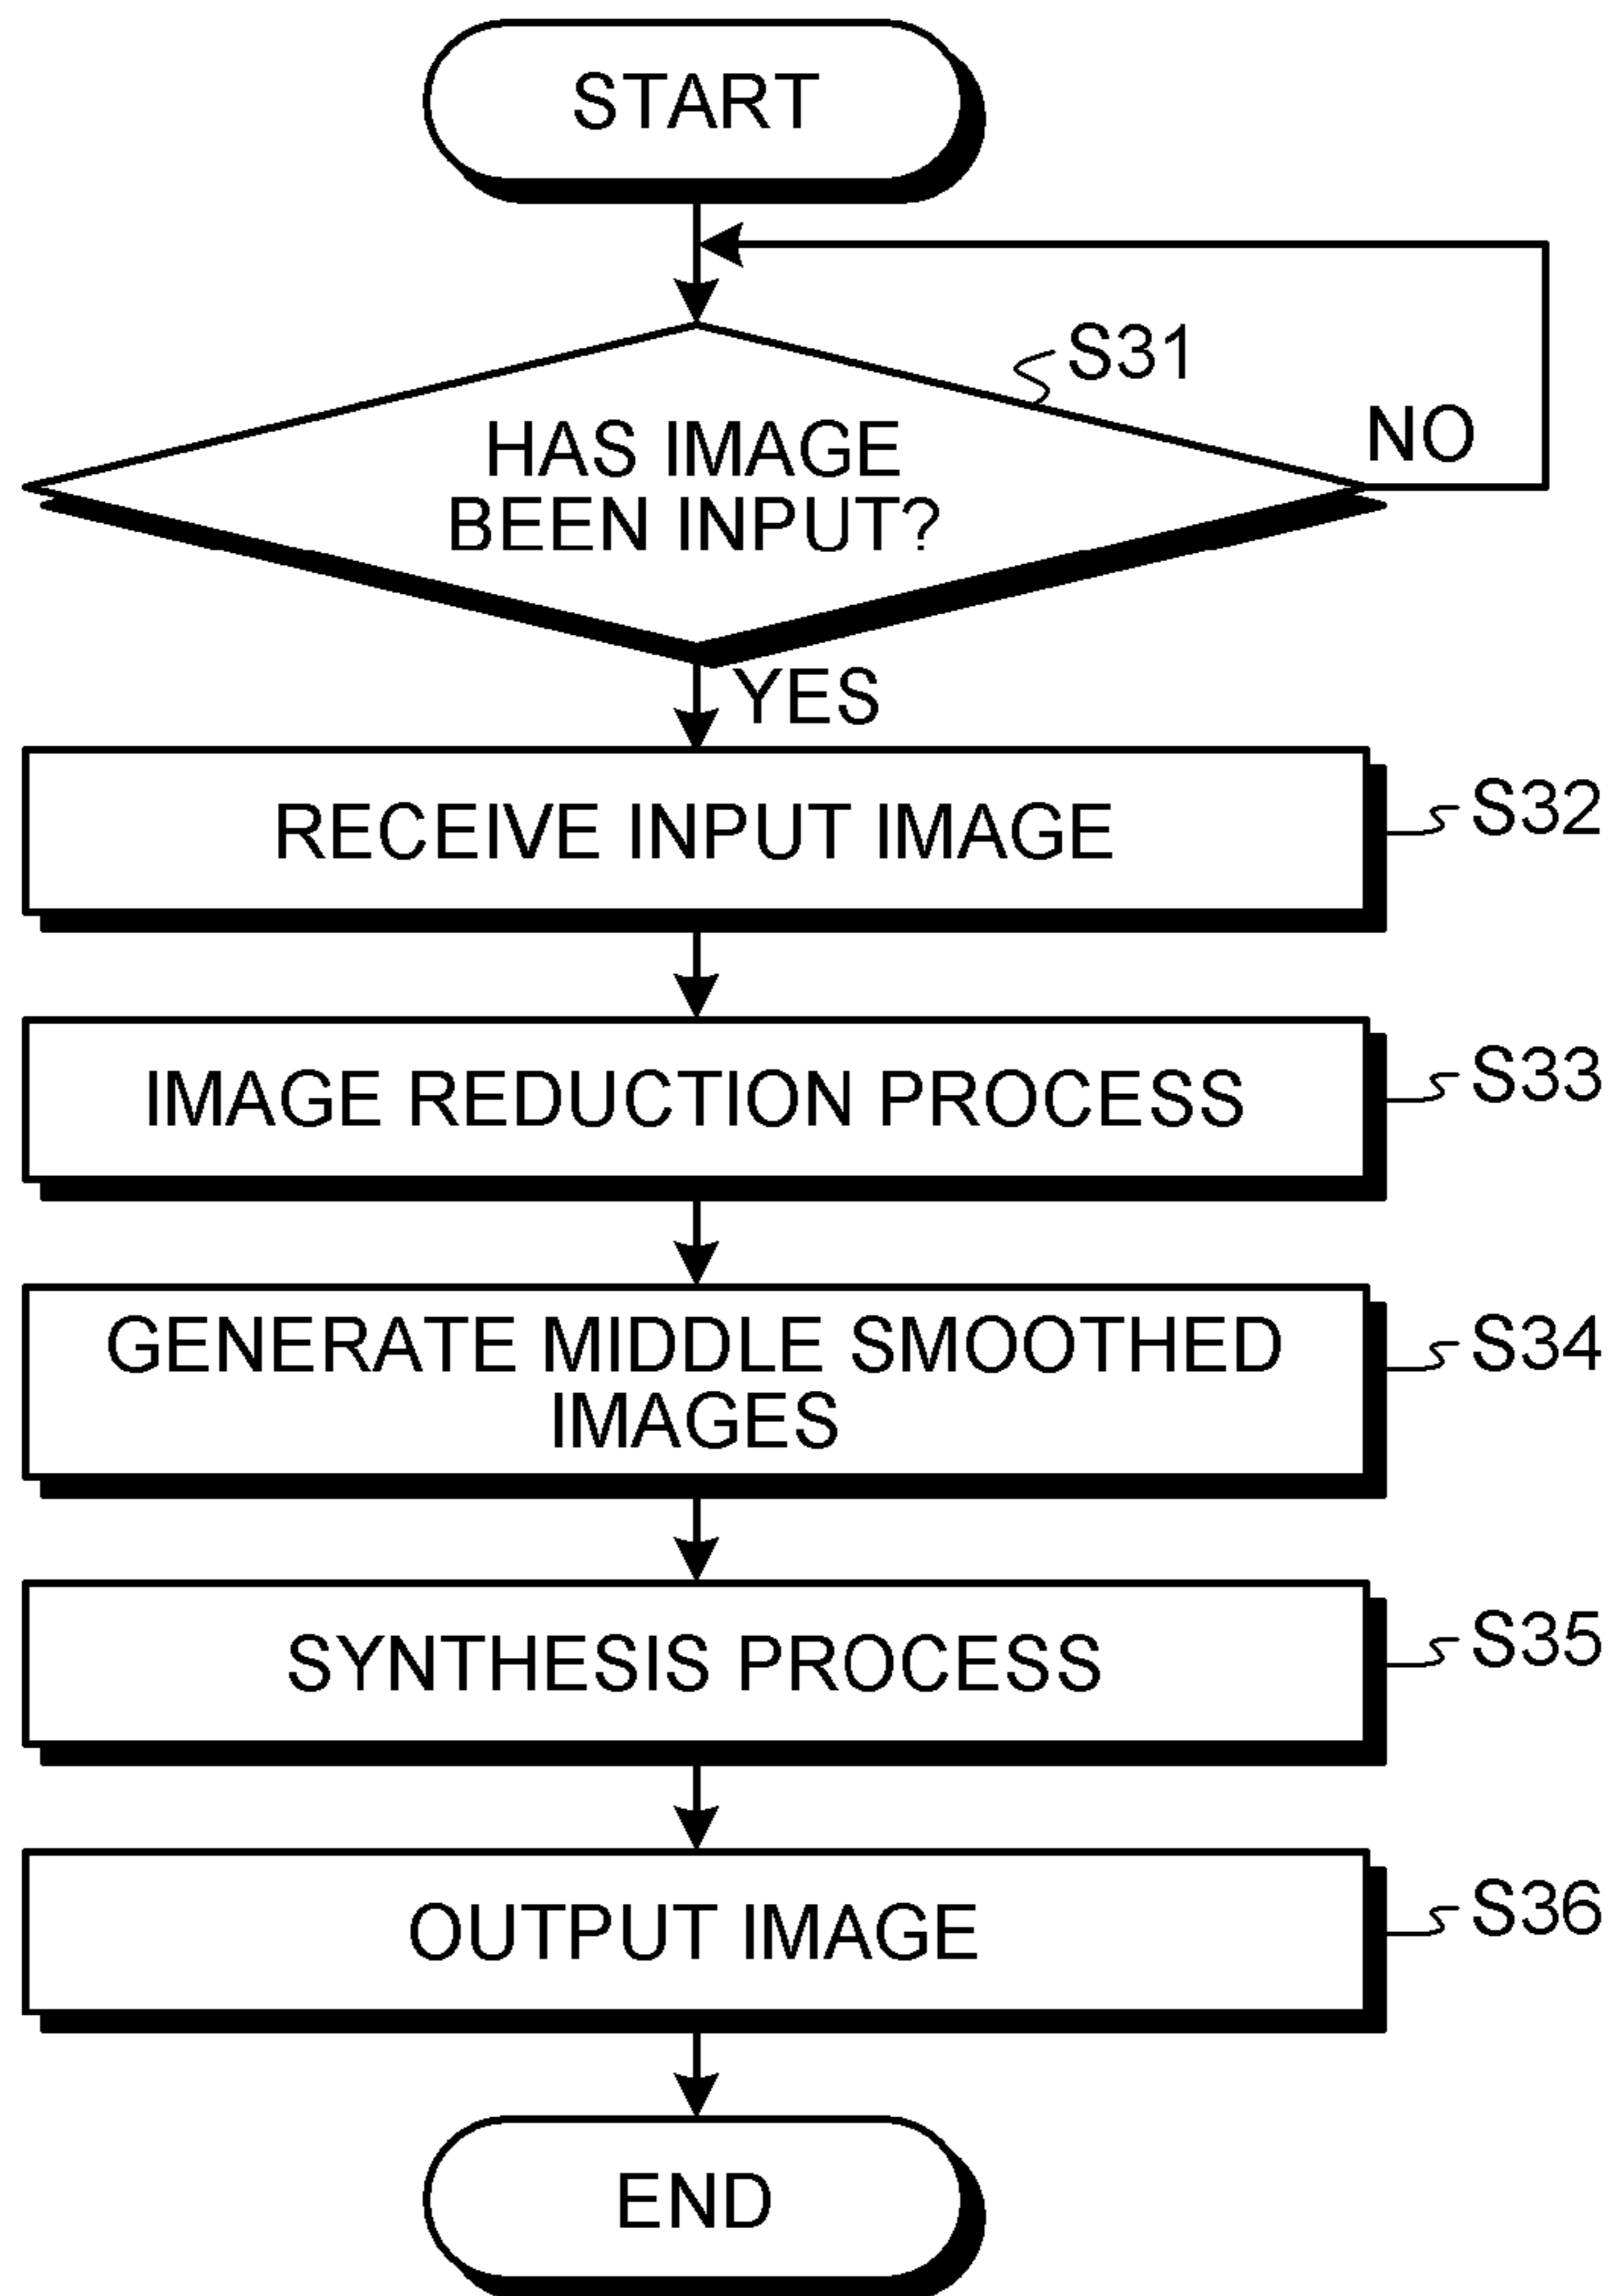 START
S31
HAS IMAGE
BEEN INPUT?
NO
YES
RECEIVE INPUT IMAGE
S32
IMAGE REDUCTION PROCESS
S33
GENERATE MIDDLE SMOOTHED
IMAGES
S34
SYNTHESIS PROCESS
S35
OUTPUT IMAGE
S36
END